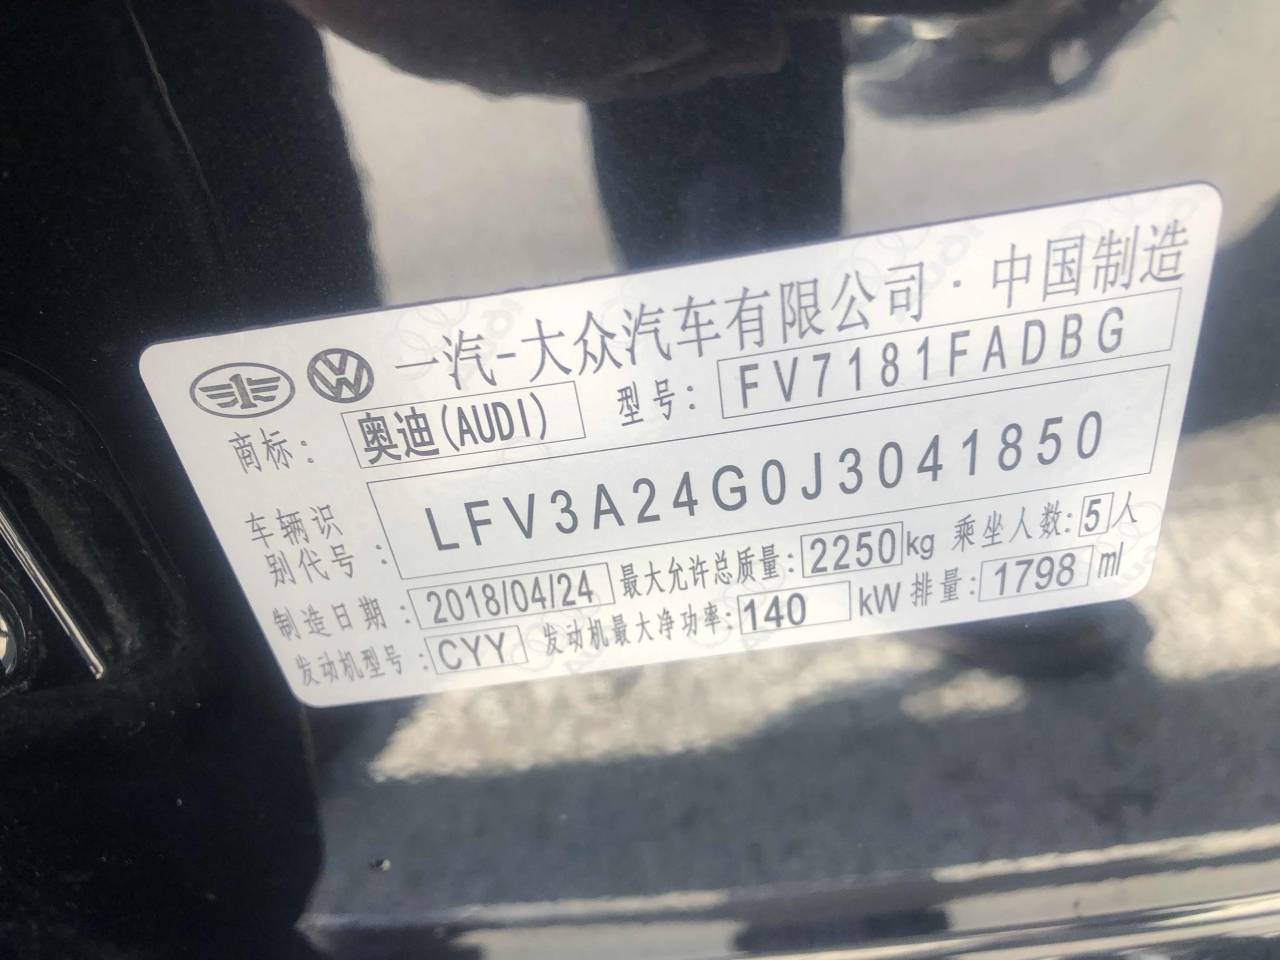 一汽-大众汽车有限公司·中国制造
商标: 奥迪(AUDI) 型号: FV7181FADBG
车辆识
别代号: LFV3A24G0J3041850
制造日期: 2018/04/24 最大允许总质量: 2250kg 乘坐人数: 5人
发动机型号: CYY 发动机最大净功率: 140 kW 排量: 1798 ml